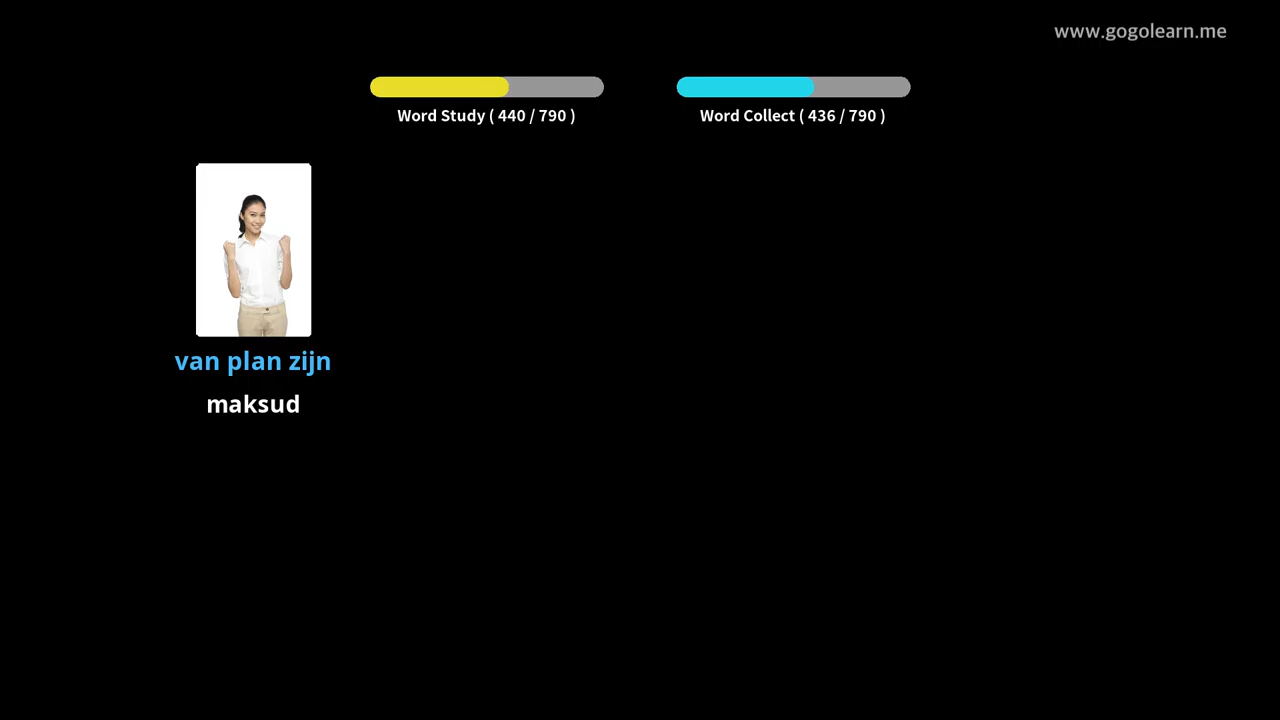 www.gogolearn.me
Word Study ( 440 / 790 )
Word Collect ( 436 / 790 )
van plan zijn
maksud